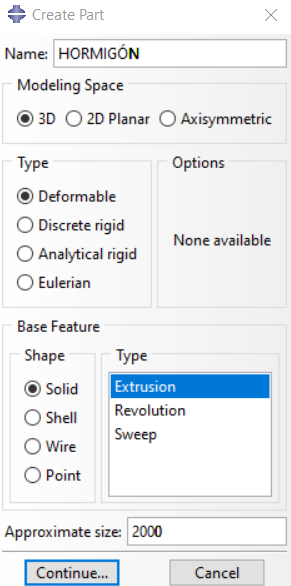 Create Part
Name: HORMIGÓN
Modeling Space
3D 2D Planar Axisymmetric
Type
Deformable
Discrete rigid
Analytical rigid
Eulerian
Options
None available
Base Feature
Shape
Solid
Shell
Wire
Point
Type
Extrusion
Revolution
Sweep
Approximate size: 2000
Continue... Cancel